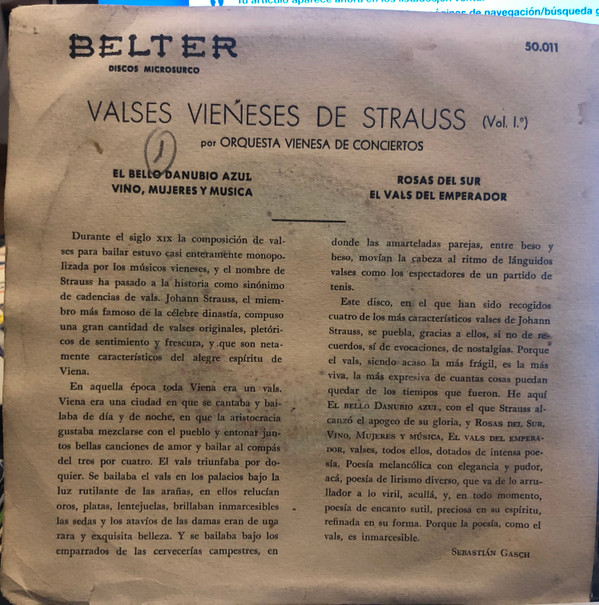 Tu artículo aparece ahora en los
de navegación/búsqueda
BELTER
DISCOS MICROSURCO
50.011
VALSES VIENESES DE STRAUSS (Vol. I.º)
por ORQUESTA VIENESA DE CONCIERTOS
1
EL BELLO DANUBIO AZUL
VINO, MUJERES Y MUSICA
ROSAS DEL SUR
EL VALS DEL EMPERADOR
Durante el siglo XIX la composición de val-
ses para bailar estuvo casi enteramente monopo-
lizada por los músicos vieneses, y el nombre de
Strauss ha pasado a la historia como sinónimo
de cadencias de vals. Johann Strauss, el miem-
bro más famoso de la célebre dinastía, compuso
una gran cantidad de valses originales, pletóri-
cos de sentimiento y frescura, y que son neta-
mente característicos del alegre espíritu de
Viena.
En aquella época toda Viena era un vals.
Viena era una ciudad en que se cantaba y bai-
laba de día y de noche, en que la aristocracia
gustaba mezclarse con el pueblo y entonar jun-
tos bellas canciones de amor y bailar al compás
del tres por cuatro. El vals triunfaba por do-
quier. Se bailaba el vals en los palacios bajo la
luz rutilante de las arañas, en ellos relucían
oros, platas, lentejuelas, brillaban inmarcesibles
las sedas y los atavíos de las damas eran de una
rara y exquisita belleza. Y se bailaba bajo los
emparrados de las cervecerías campestres, en
donde las amarteladas parejas, entre beso y
beso, movían la cabeza al ritmo de lánguidos
valses como los espectadores de un partido de
tenis.
Este disco, en el que han sido recogidos
cuatro de los más característicos valses de Johann
Strauss, se puebla, gracias a ellos, si no de re-
cuerdos, sí de evocaciones, de nostalgias. Porque
el vals, siendo acaso la más frágil, es la más
viva, la más expresiva de cuantas cosas puedan
quedar de los tiempos que fueron. He aquí
EL BELLO DANUBIO AZUL, con el que Strauss al-
canzó el apogeo de su gloria, y ROSAS DEL SUR,
VINO, MUJERES Y MÚSICA, EL VALS DEL EMPERA-
DOR, valses, todos ellos, dotados de intensa poe-
sía. Poesía melancólica con elegancia y pudor,
acá, poesía de lirismo diverso, que va de lo arru-
llador a lo viril, acullá, y, en todo momento,
poesía de encanto sutil, preciosa en su espíritu,
refinada en su forma. Porque la poesía, como el
vals, es inmarcesible.
SEBASTIÁN GASCH